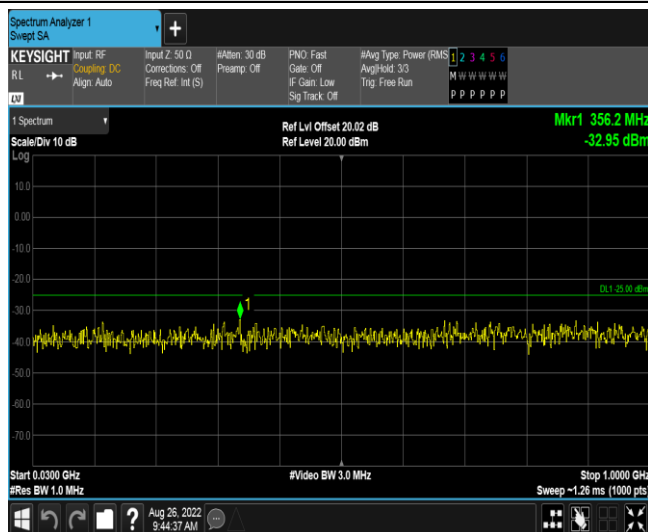 Spectrum Analyzer 1
Swept SA
+
KEYSIGHT
RL
LXI
Input: RF
Coupling: DC
Align: Auto
Input Z: 50 Ω
Corrections: Off
Freq Ref: Int (S)
#Atten: 30 dB
Preamp: Off
PNO: Fast
Gate: Off
IF Gain: Low
Sig Track: Off
#Avg Type: Power (RMS
Avg|Hold: 3/3
Trig: Free Run
1 2 3 4 5 6
M W W W W W
P P P P P P
1 Spectrum
Scale/Div 10 dB
Ref Lvl Offset 20.02 dB
Ref Level 20.00 dBm
Mkr1 356.2 MHz
-32.95 dBm
Log
10.0
0.00
-10.0
-20.0
DL1 -25.00 dBm
-30.0
1
-40.0
-50.0
-60.0
-70.0
Start 0.0300 GHz
#Res BW 1.0 MHz
#Video BW 3.0 MHz
Stop 1.0000 GHz
Sweep ~1.26 ms (1000 pts)
?
Aug 26, 2022
9:44:37 AM